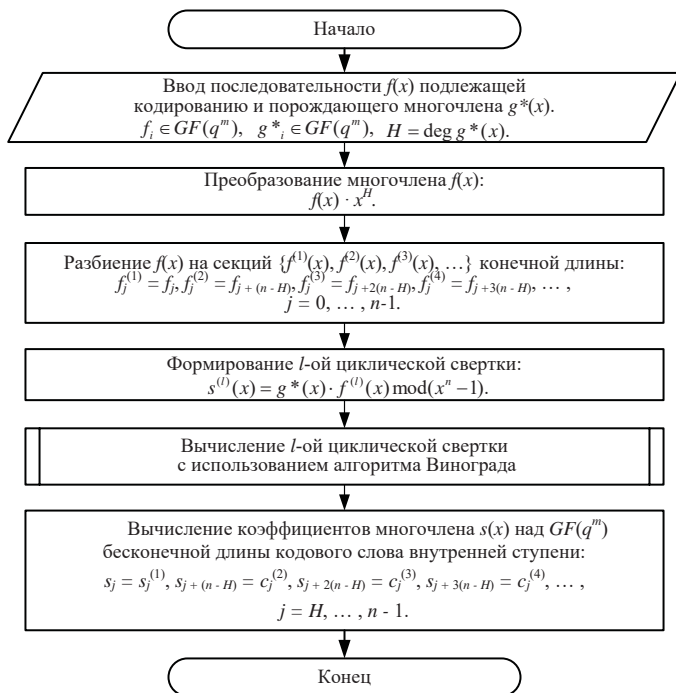 Начало
Ввод последовательности f(x) подлежащей
кодированию и порождающего многочлена g*(x).
f_i ∈ GF(q^m), g*_i ∈ GF(q^m), H = deg g*(x).
Преобразование многочлена f(x):
f(x) · x^H.
Разбиение f(x) на секций {f^(1)(x), f^(2)(x), f^(3)(x), …} конечной длины:
f_j^(1) = f_j, f_j^(2) = f_{j + (n - H)}, f_j^(3) = f_{j +2(n - H)}, f_j^(4) = f_{j +3(n - H)}, … ,
j = 0, … , n-1.
Формирование l-ой циклической свертки:
s^(l)(x) = g*(x) · f^(l)(x) mod(x^n − 1).
Вычисление l-ой циклической свертки
с использованием алгоритма Винограда
Вычисление коэффициентов многочлена s(x) над GF(q^m)
бесконечной длины кодового слова внутренней ступени:
s_j = s_j^(1), s_{j + (n - H)} = c_j^(2), s_{j + 2(n - H)} = c_j^(3), s_{j + 3(n - H)} = c_j^(4), … ,
j = H, … , n - 1.
Конец